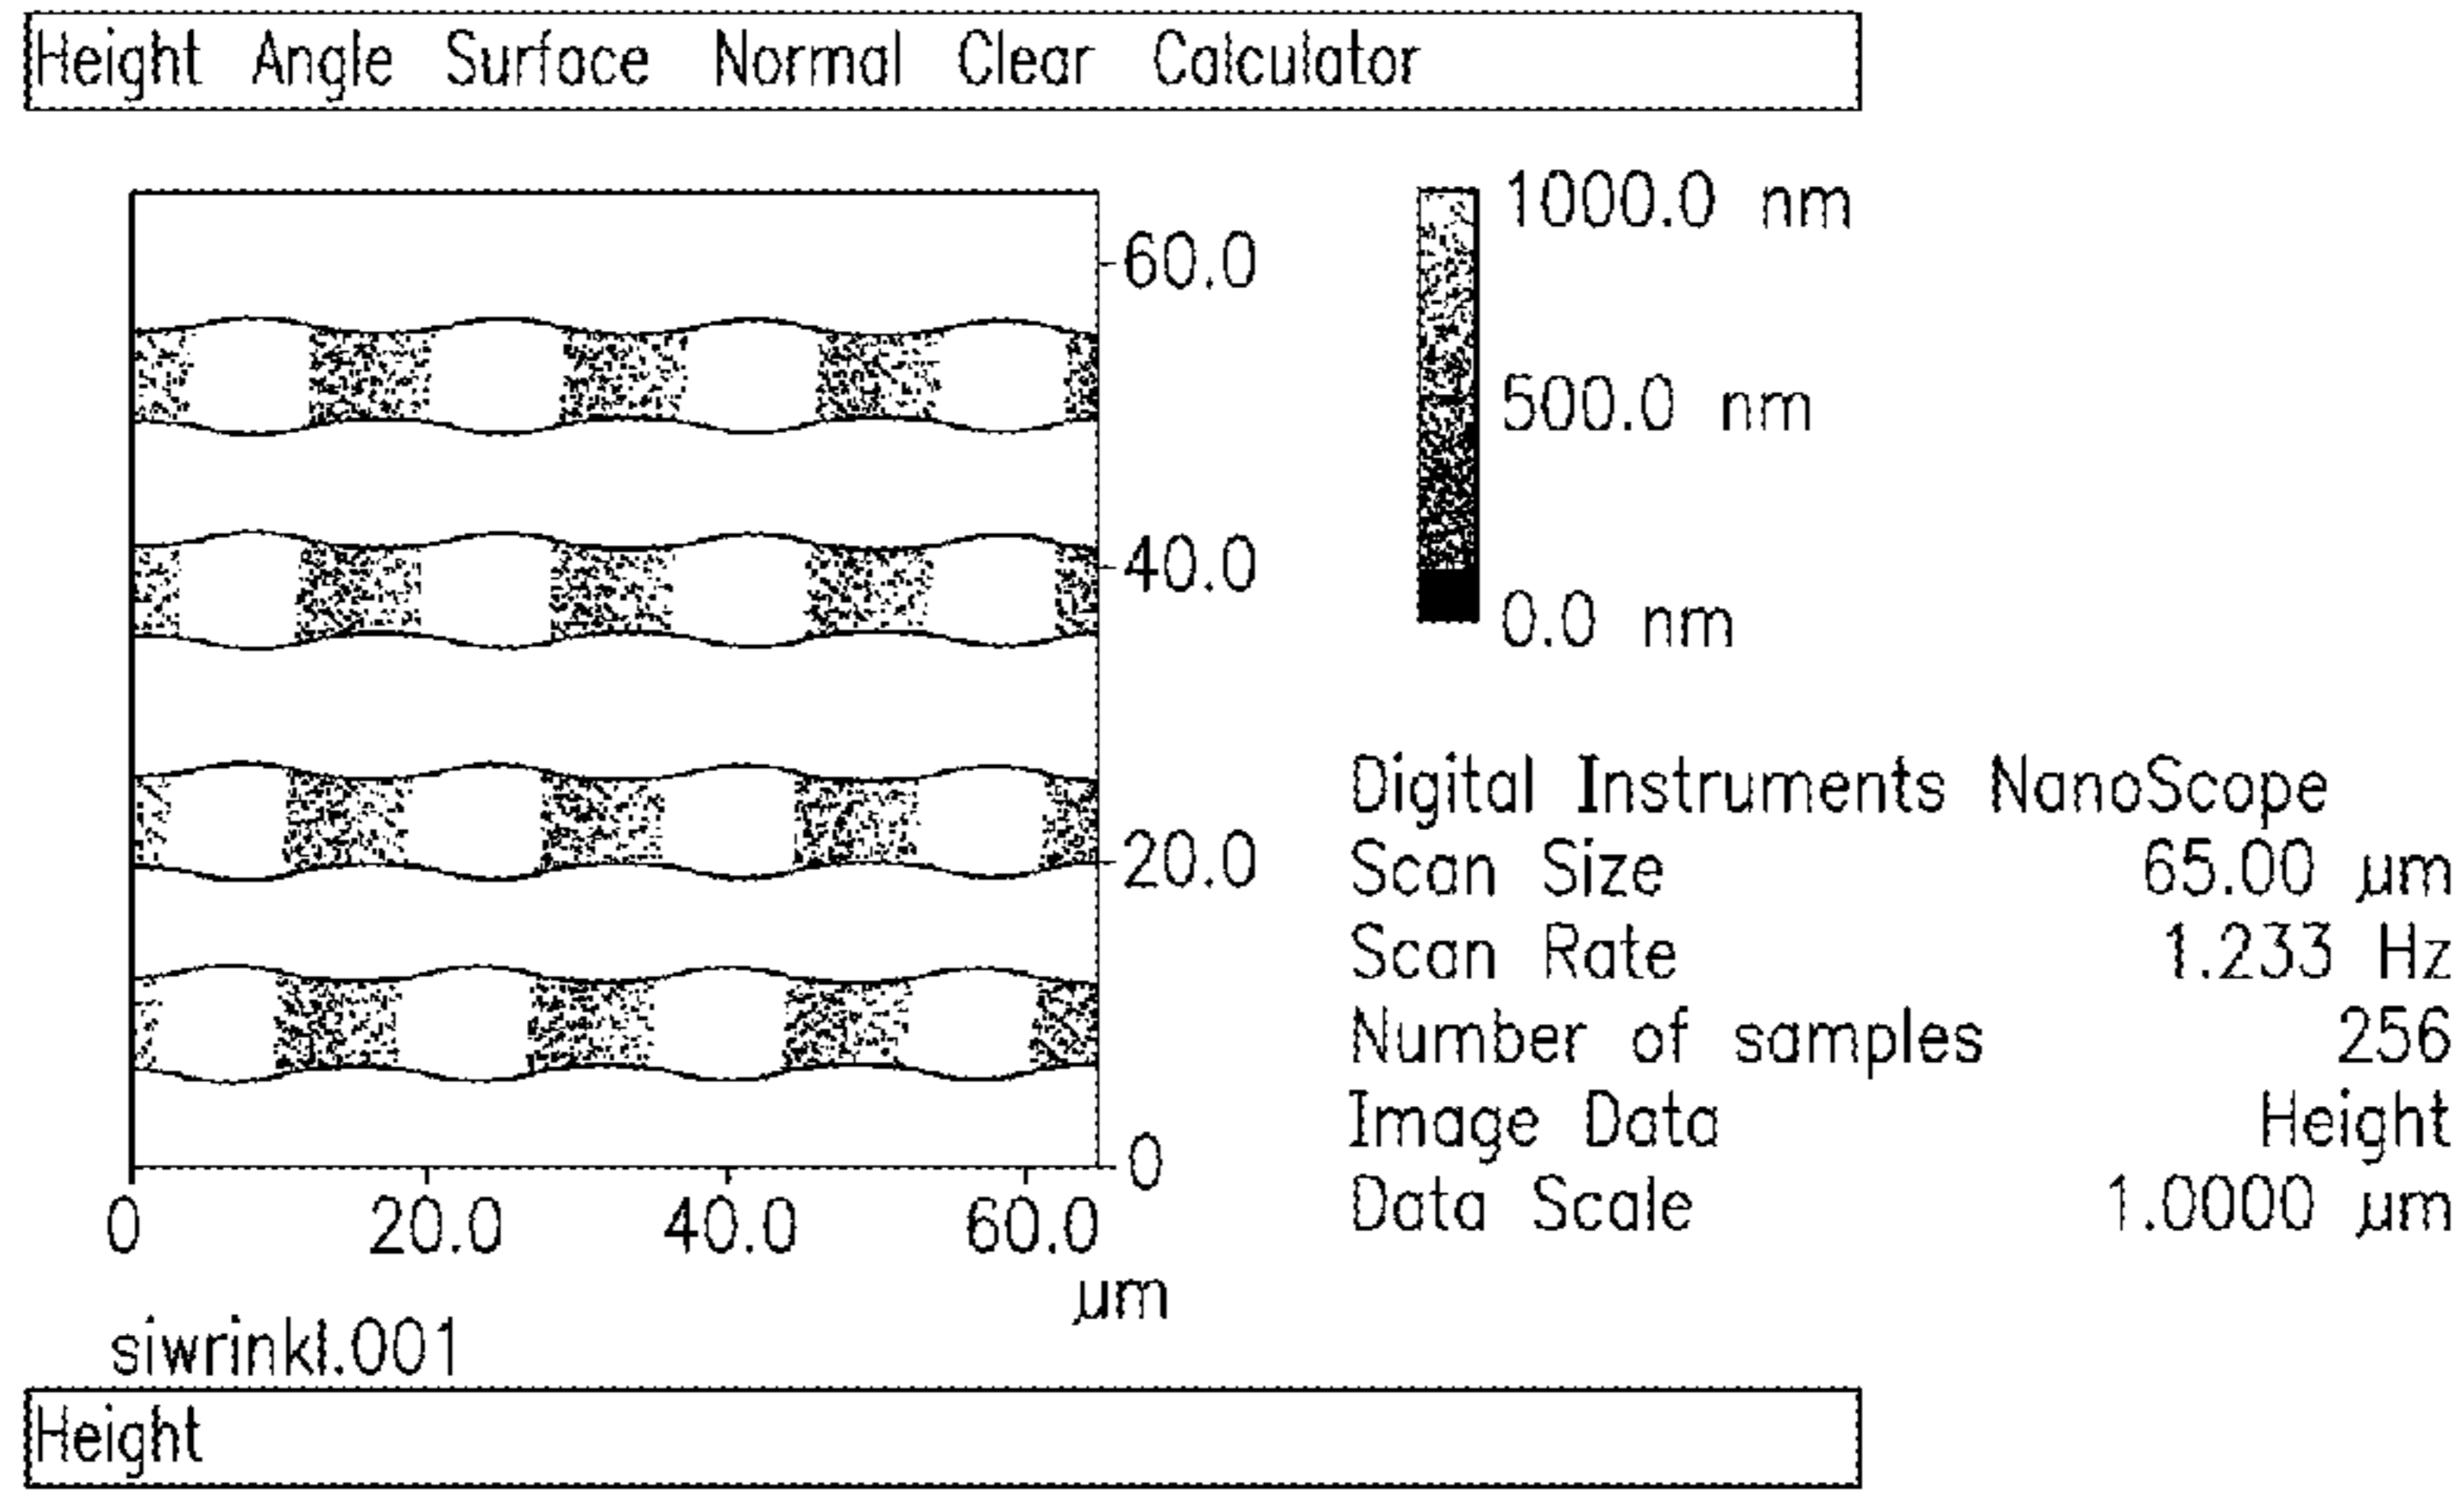 Height Angle Surface Normal Clear Calculator
1000.0 nm
60.0
500.0 nm
40.0
0.0 nm
Digital Instruments NanoScope
20.0
Scan Size 65.00 µm
Scan Rate 1.233 Hz
Number of samples 256
Image Data Height
0
Data Scale 1.0000 µm
0 20.0 40.0 60.0
µm
siwrinkl.001
Height